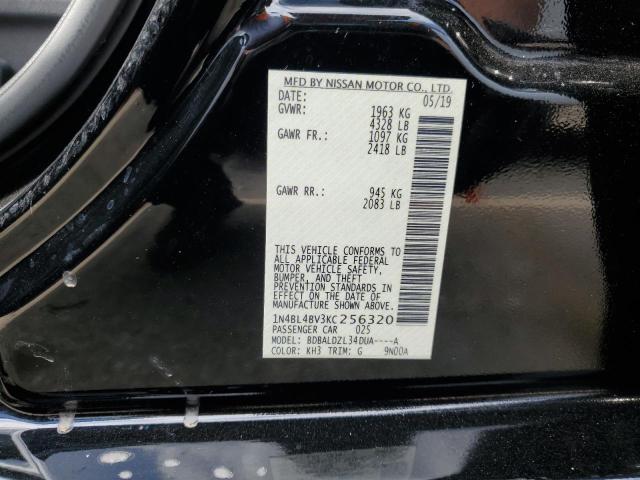 MFD BY NISSAN MOTOR CO., LTD.
DATE: 05/19
GVWR: 1963 KG
4328 LB
GAWR FR.: 1097 KG
2418 LB
GAWR RR.: 945 KG
2083 LB
THIS VEHICLE CONFORMS TO
ALL APPLICABLE FEDERAL
MOTOR VEHICLE SAFETY,
BUMPER, AND THEFT
PREVENTION STANDARDS IN
EFFECT ON THE DATE OF
MANUFACTURE SHOWN ABOVE.
1N4BL4BV3KC256320
PASSENGER CAR 025
MODEL: BDBALDZL34DUA----A
COLOR: KH3 TRIM: G 9N00A